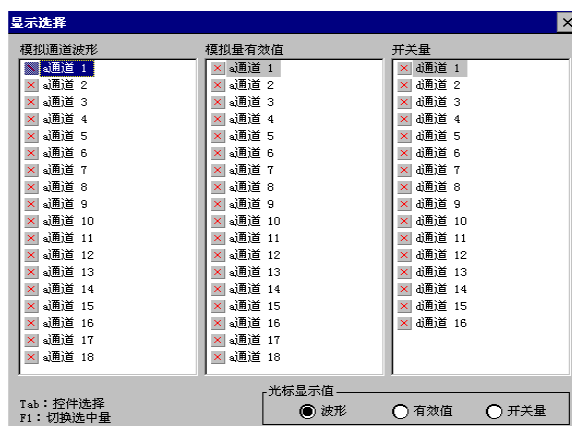 显示选择
模拟通道波形
a通道 1
a通道 2
a通道 3
a通道 4
a通道 5
a通道 6
a通道 7
a通道 8
a通道 9
a通道 10
a通道 11
a通道 12
a通道 13
a通道 14
a通道 15
a通道 16
a通道 17
a通道 18
模拟量有效值
a通道 1
a通道 2
a通道 3
a通道 4
a通道 5
a通道 6
a通道 7
a通道 8
a通道 9
a通道 10
a通道 11
a通道 12
a通道 13
a通道 14
a通道 15
a通道 16
a通道 17
a通道 18
开关量
d通道 1
d通道 2
d通道 3
d通道 4
d通道 5
d通道 6
d通道 7
d通道 8
d通道 9
d通道 10
d通道 11
d通道 12
d通道 13
d通道 14
d通道 15
d通道 16
Tab：控件选择
F1：切换选中量
光标显示值
波形
有效值
开关量